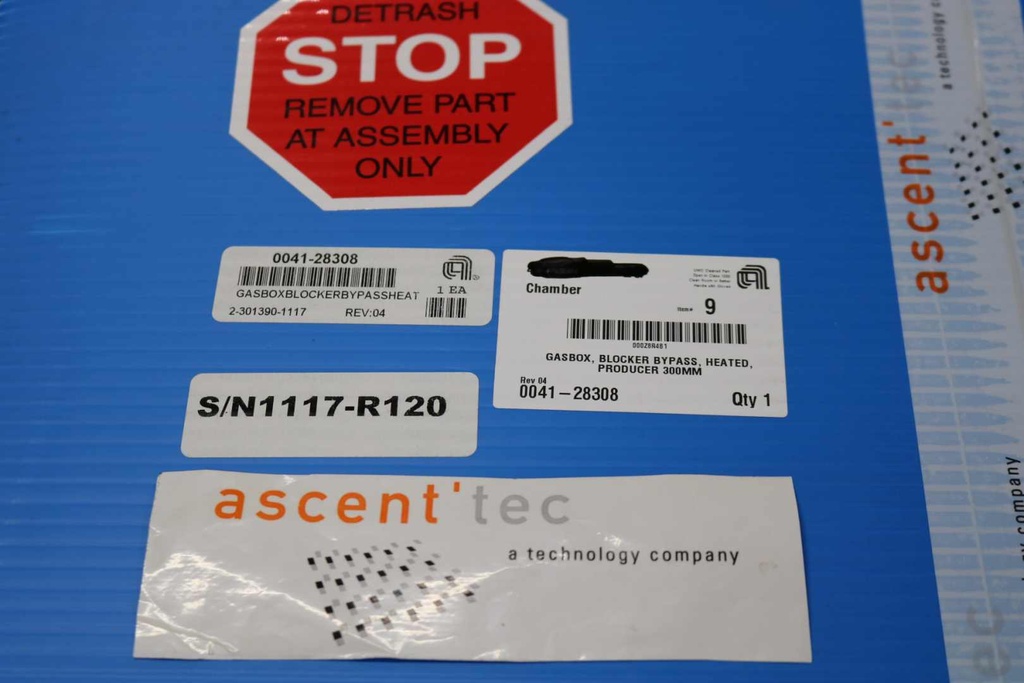 DETRASH
STOP
REMOVE PART
AT ASSEMBLY
ONLY
0041-28308
GASBOXBLOCKERBYPASSHEAT
1 EA
2-301390-1117 REV:04
Chamber
Item# 9
GASBOX, BLOCKER BYPASS, HEATED,
PRODUCER 300MM
Rev 04
0041-28308
Qty 1
S/N1117-R120
ascent'tec
a technology company
ascent'tec
a technology company
company